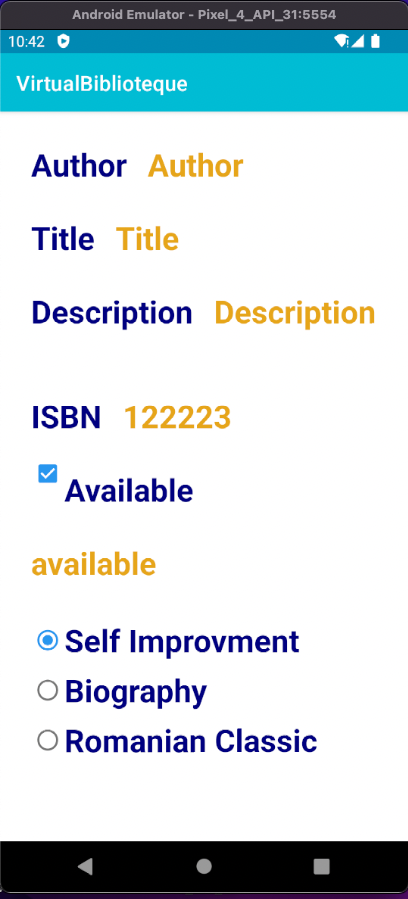 Android Emulator - Pixel_4_API_31:5554
10:42
VirtualBiblioteque
Author Author
Title Title
Description Description
ISBN 122223
Available
available
Self Improvment
Biography
Romanian Classic